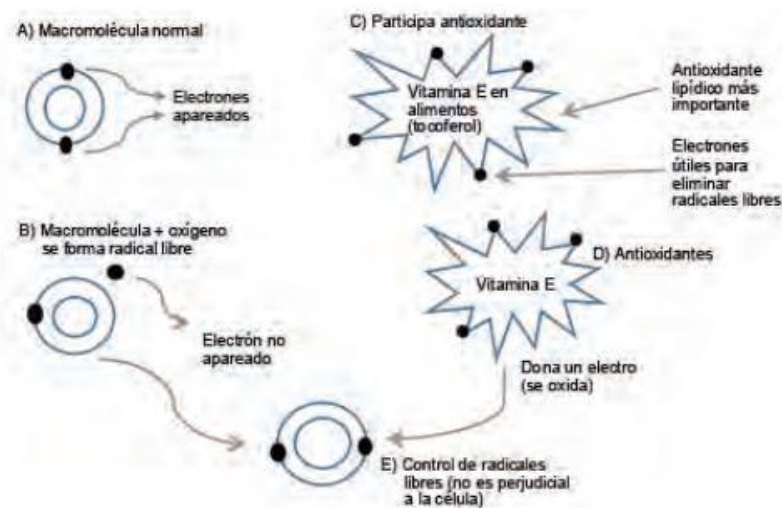 A) Macromolécula normal
Electrones
apareados
B) Macromolécula + oxígeno
se forma radical libre
Electrón no
apareado
C) Participa antioxidante
Vitamina E en
alimentos
(tocoferol)
Antioxidante
lipídico más
importante
Electrones
útiles para
eliminar
radicales libres
D) Antioxidantes
Vitamina E
Dona un electro
(se oxida)
E) Control de radicales
libres (no es perjudicial
a la célula)